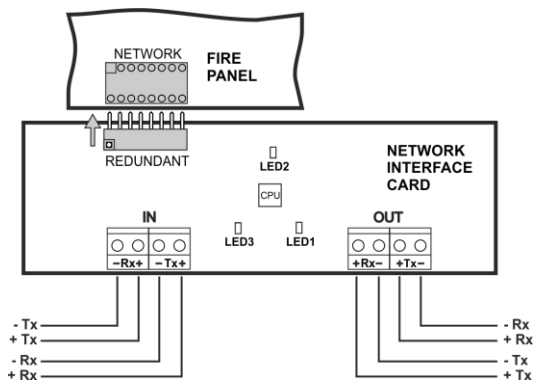 NETWORK
FIRE
PANEL
REDUNDANT
LED2
NETWORK
INTERFACE
CARD
CPU
IN
OUT
LED3
LED1
–Rx+ –Tx+
+Rx– +Tx–
- Tx
+ Tx
- Rx
+ Rx
- Rx
+ Rx
- Tx
+ Tx